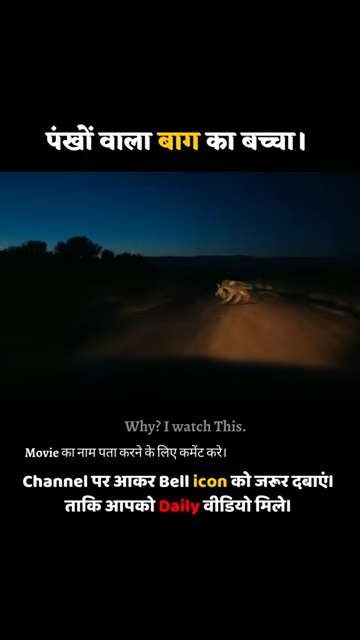 पंखों वाला बाग का बच्चा।
Why? I watch This.
Movie का नाम पता करने के लिए कमेंट करे।
Channel पर आकर Bell icon को जरूर दबाएं।
ताकि आपको Daily वीडियो मिले।